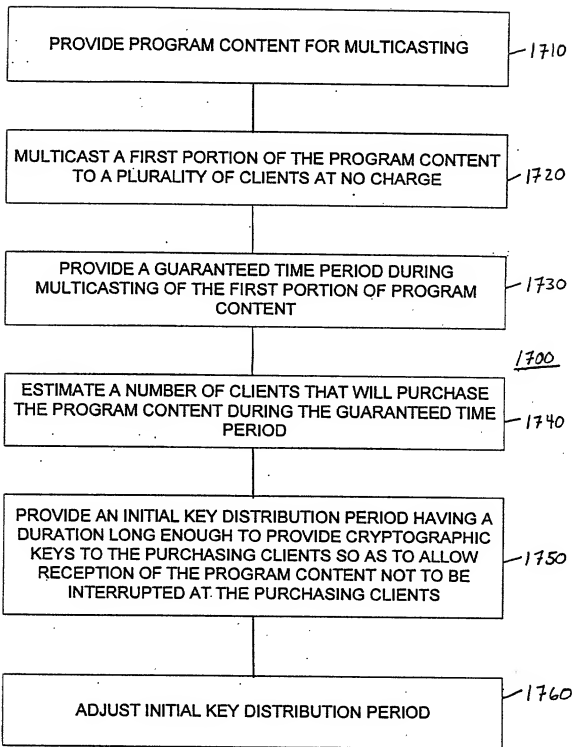 PROVIDE PROGRAM CONTENT FOR MULTICASTING
1710
MULTICAST A FIRST PORTION OF THE PROGRAM CONTENT
TO A PLURALITY OF CLIENTS AT NO CHARGE
1720
PROVIDE A GUARANTEED TIME PERIOD DURING
MULTICASTING OF THE FIRST PORTION OF PROGRAM
CONTENT
1730
1700
ESTIMATE A NUMBER OF CLIENTS THAT WILL PURCHASE
THE PROGRAM CONTENT DURING THE GUARANTEED TIME
PERIOD
1740
PROVIDE AN INITIAL KEY DISTRIBUTION PERIOD HAVING A
DURATION LONG ENOUGH TO PROVIDE CRYPTOGRAPHIC
KEYS TO THE PURCHASING CLIENTS SO AS TO ALLOW
RECEPTION OF THE PROGRAM CONTENT NOT TO BE
INTERRUPTED AT THE PURCHASING CLIENTS
1750
ADJUST INITIAL KEY DISTRIBUTION PERIOD
1760